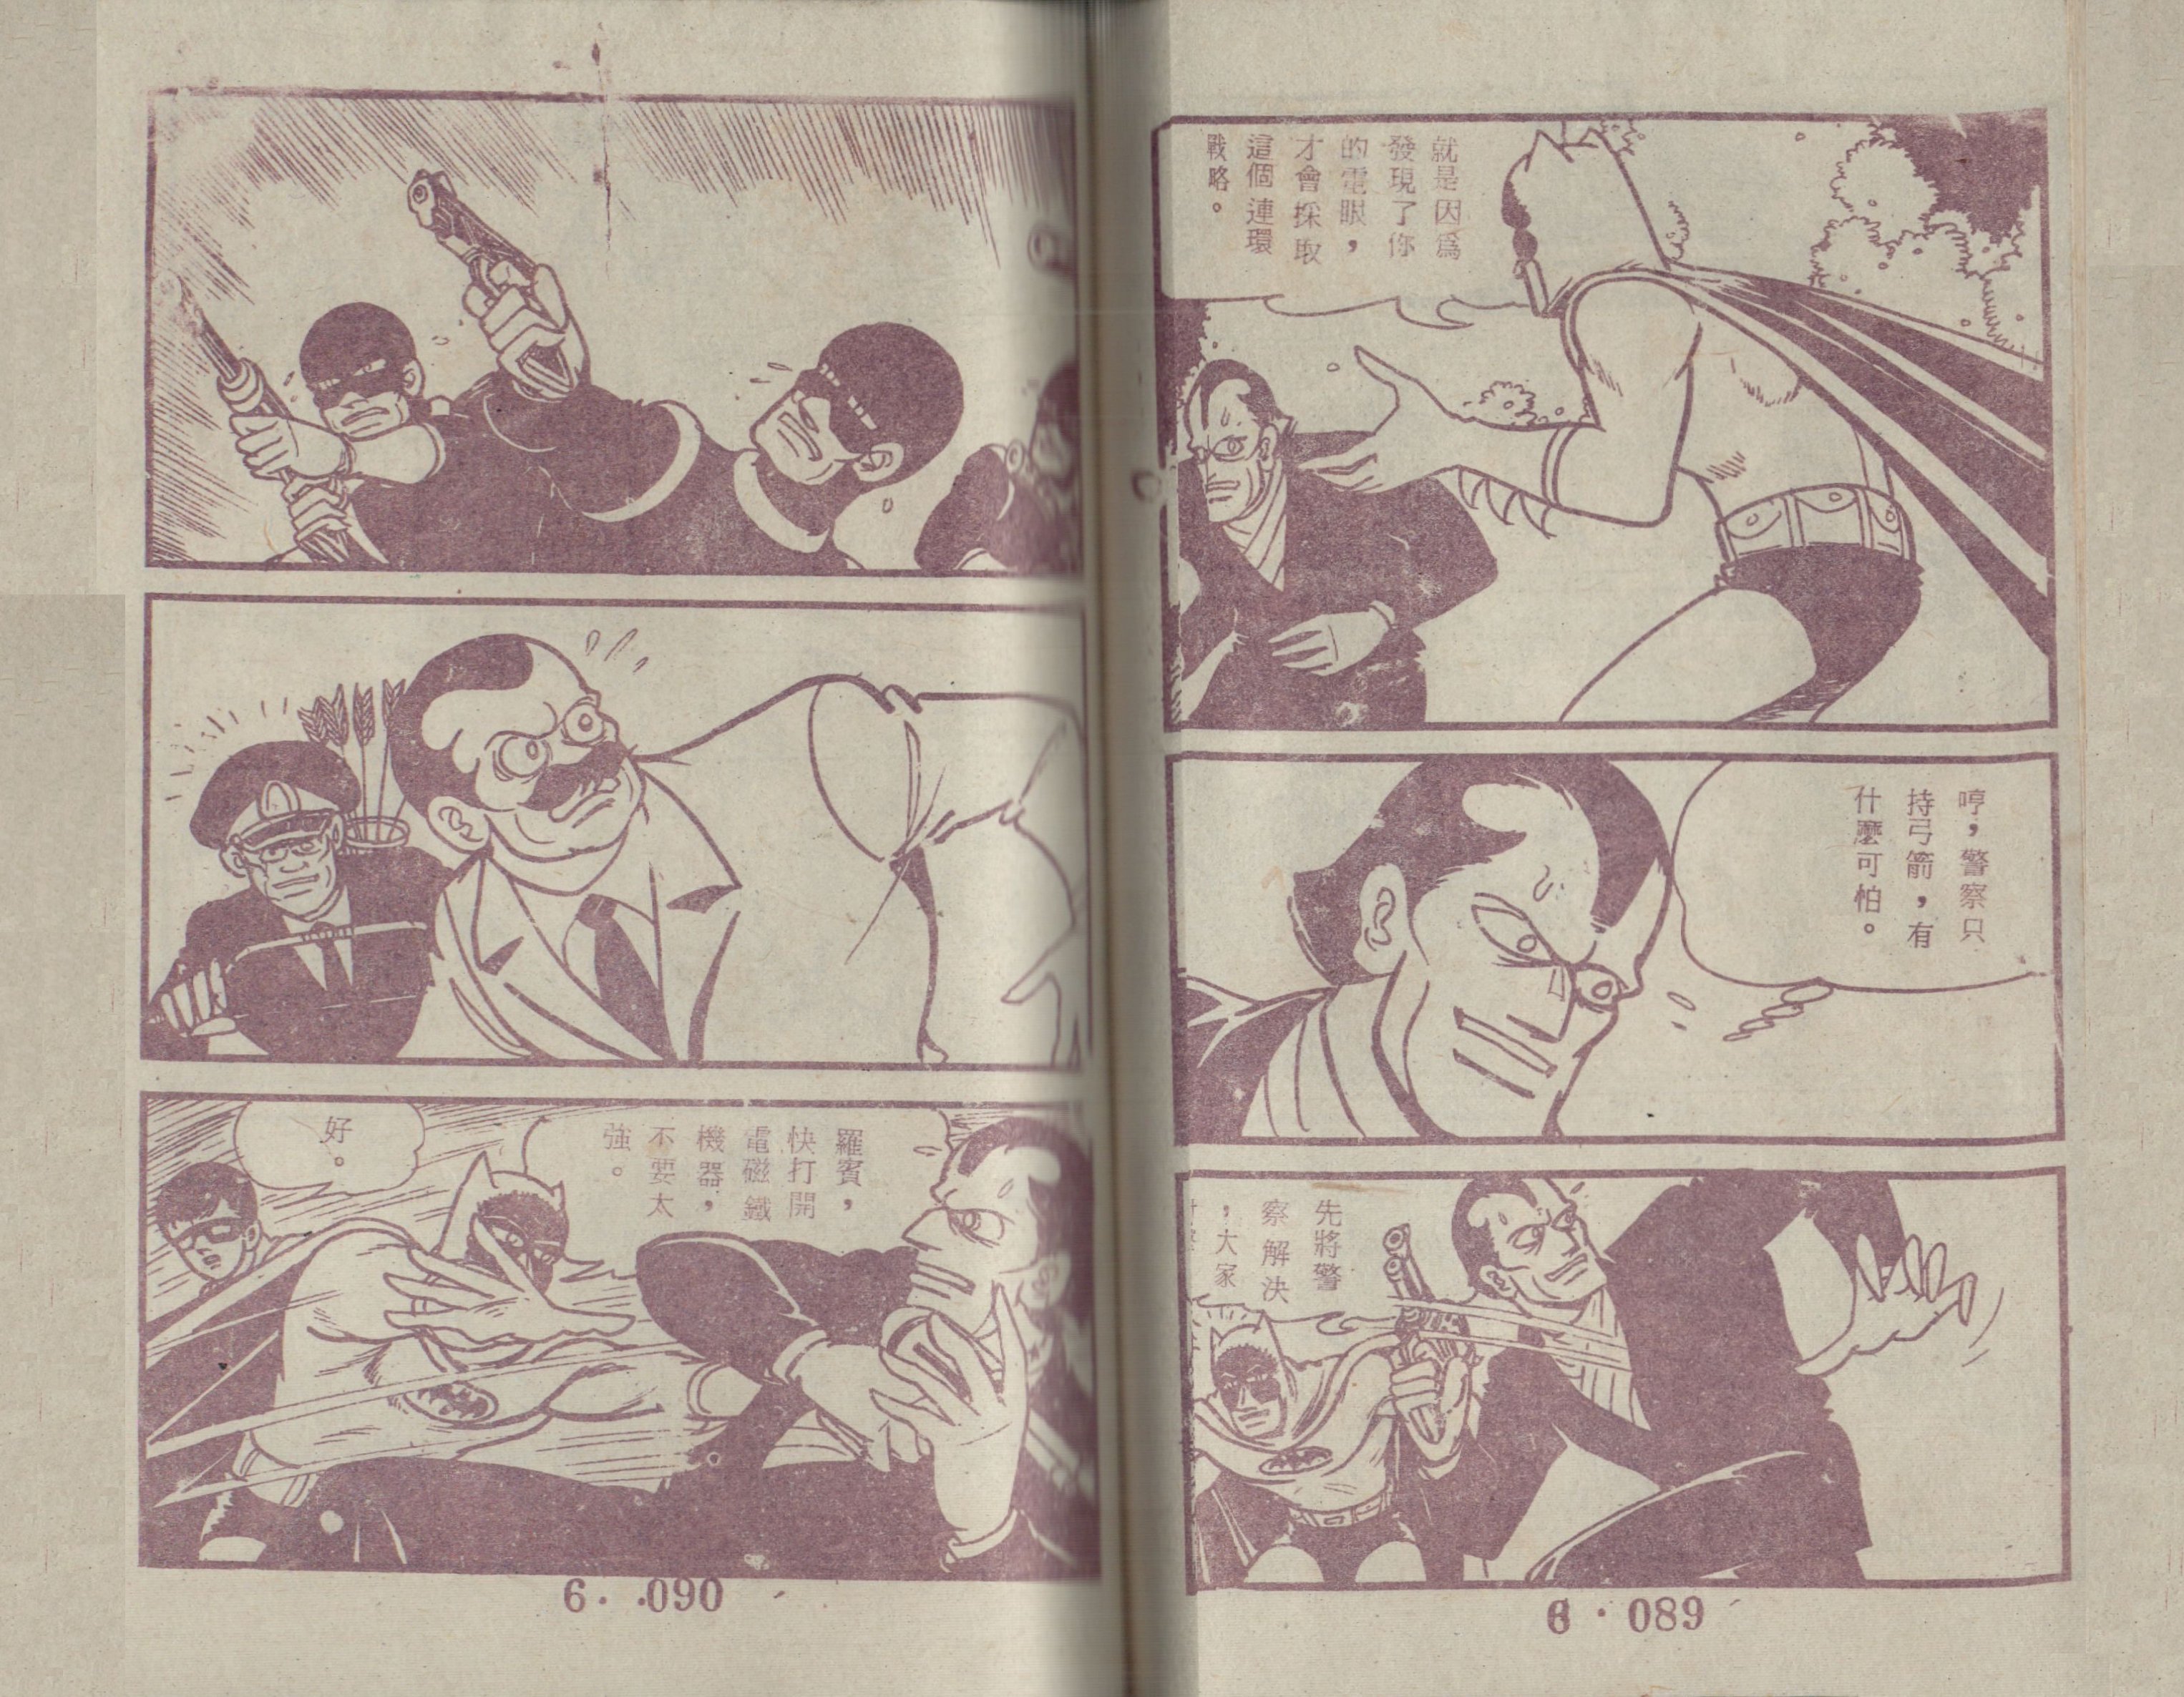 就是因為
發現了你
的電眼，
才會採取
這個連環
戰略。
哼，警察只
持弓箭，有
什麼可怕。
先將警
察解決
，大家
6・089
羅賓，
快打開
電磁鐵
機器，
不要太
強。
好。
6・090